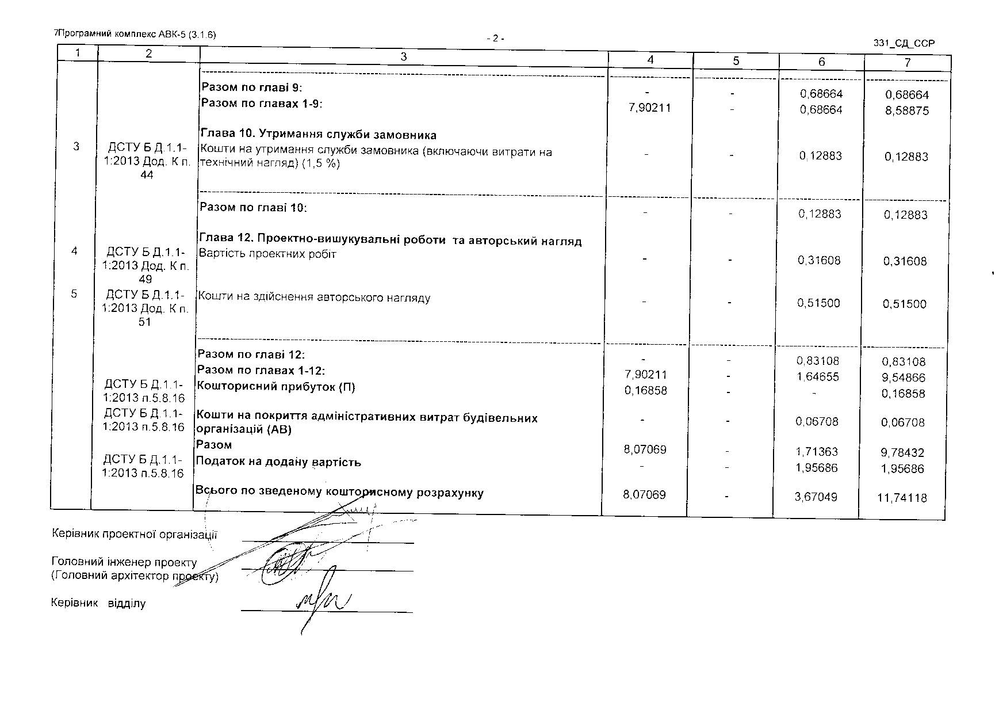 7Програмний комплекс АВК-5 (3.1.6)
- 2 -
331_СД_ССР
1 2 3 4 5 6 7
Разом по главі 9: - - 0,68664 0,68664
Разом по главах 1-9: 7,90211 - 0,68664 8,58875
Глава 10. Утримання служби замовника
3 ДСТУ Б Д.1.1- Кошти на утримання служби замовника (включаючи витрати на - - 0,12883 0,12883
1:2013 Дод. К п. технічний нагляд) (1,5 %)
44
Разом по главі 10: - - 0,12883 0,12883
Глава 12. Проектно-вишукувальні роботи та авторський нагляд
4 ДСТУ Б Д.1.1- Вартість проектних робіт - - 0,31608 0,31608
1:2013 Дод. К п.
49
5 ДСТУ Б Д.1.1- Кошти на здійснення авторського нагляду - - 0,51500 0,51500
1:2013 Дод. К п.
51
Разом по главі 12: - - 0,83108 0,83108
Разом по главах 1-12: 7,90211 - 1,64655 9,54866
ДСТУ Б Д.1.1- Кошторисний прибуток (П) 0,16858 - - 0,16858
1:2013 п.5.8.16
ДСТУ Б Д.1.1- Кошти на покриття адміністративних витрат будівельних - - 0,06708 0,06708
1:2013 п.5.8.16 організацій (АВ)
Разом 8,07069 - 1,71363 9,78432
ДСТУ Б Д.1.1- Податок на додану вартість - - 1,95686 1,95686
1:2013 п.5.8.16
Всього по зведеному кошторисному розрахунку 8,07069 - 3,67049 11,74118
Керівник проектної організації
Головний інженер проекту
(Головний архітектор проекту)
Керівник відділу